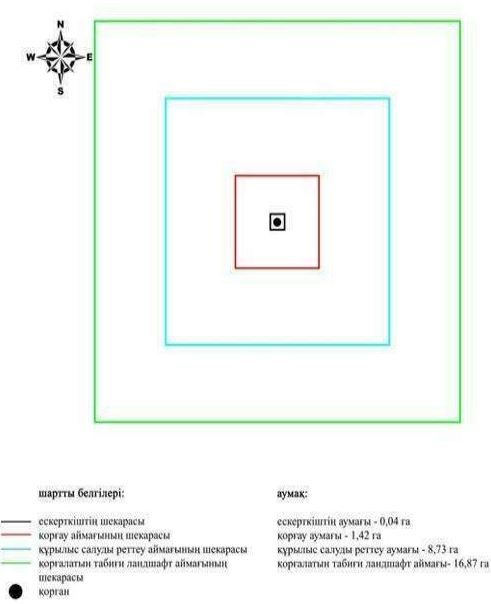 N
W E
S
шартты белгілері:
ескерткіштің шекарасы
қорғау аймағының шекарасы
құрылыс салуды реттеу аймағының шекарасы
қорғалатын табиғи ландшафт аймағының
шекарасы
қорған
аумақ:
ескерткіштің аумағы - 0,04 га
қорғау аумағы - 1,42 га
құрылыс салуды реттеу аумағы - 8,73 га
қорғалатын табиғи ландшафт аймағы- 16,87 га